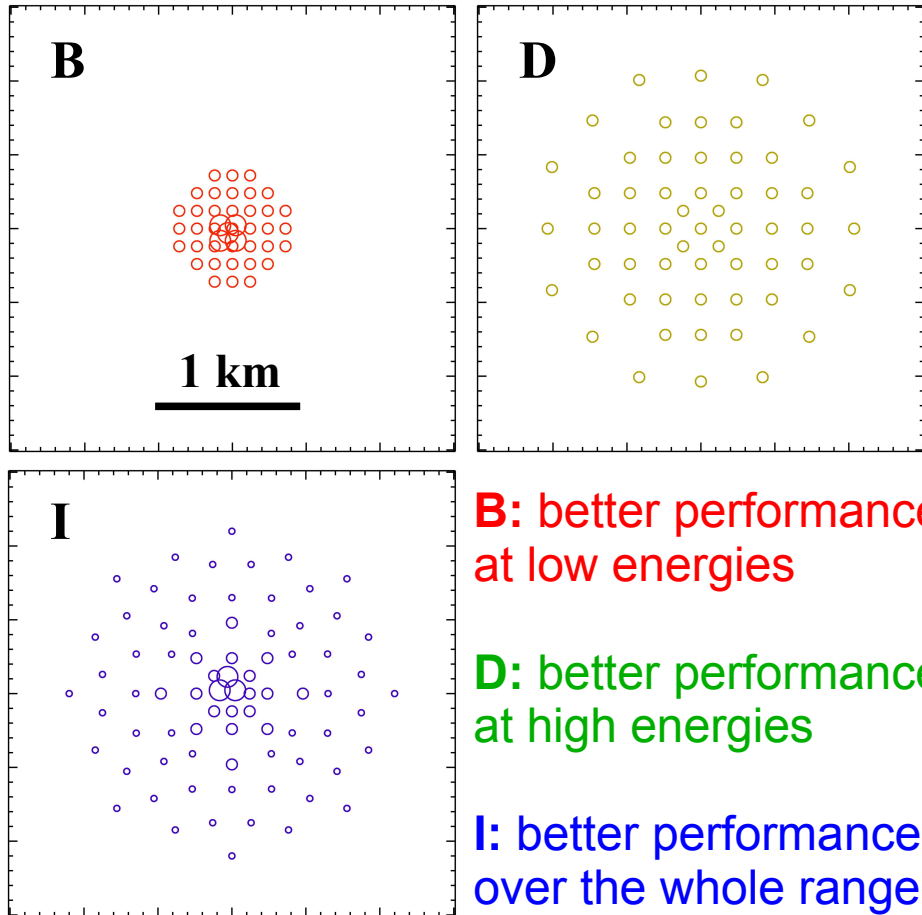 B
D
1 km
I
B: better performance
at low energies
D: better performance
at high energies
I: better performance
over the whole range